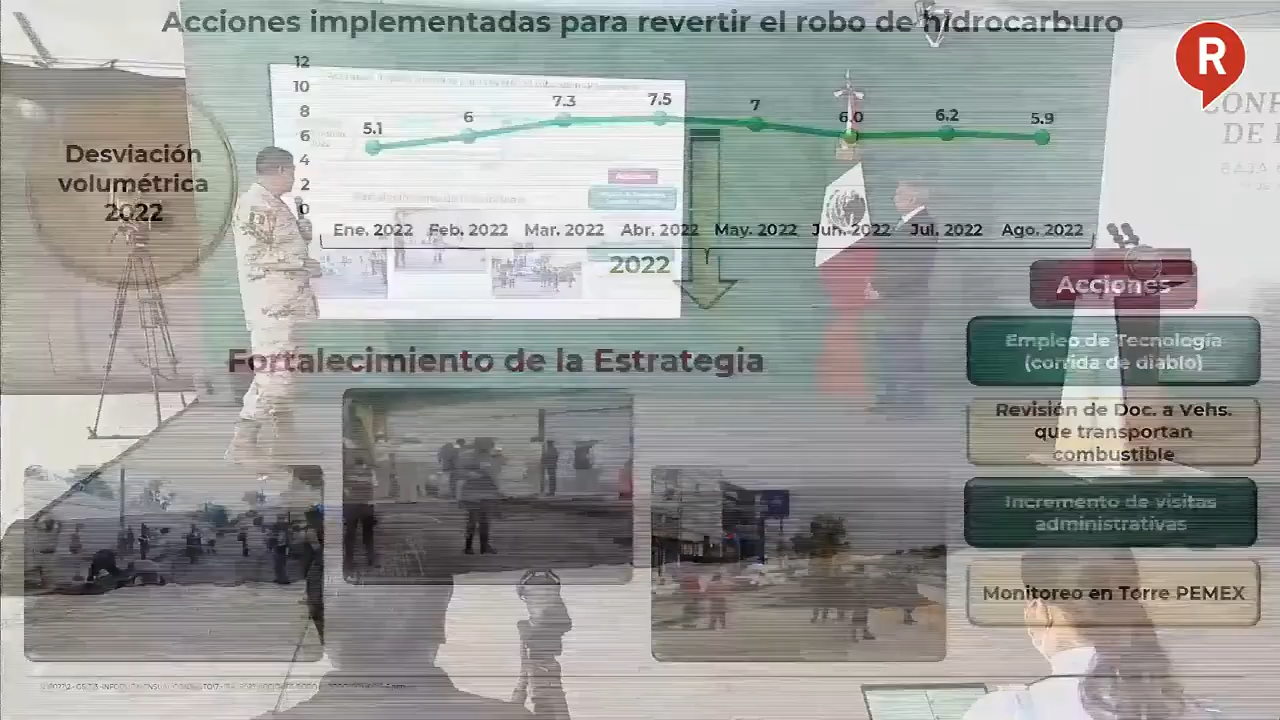 Acciones implementadas para revertir el robo de hidrocarburo
R
12
10
8
6
4
2
0
5.1
6
7.3
7.5
7
6.0
6.2
5.9
Desviación
volumétrica
2022
Ene. 2022 Feb. 2022 Mar. 2022 Abr. 2022 May. 2022 Jun. 2022 Jul. 2022 Ago. 2022
2022
DE
Acciones
Fortalecimiento de la Estrategia
Empleo de Tecnología
(corrida de diablo)
Revisión de Doc. a Vehs.
que transportan
combustible
Incremento de visitas
administrativas
Monitoreo en Torre PEMEX